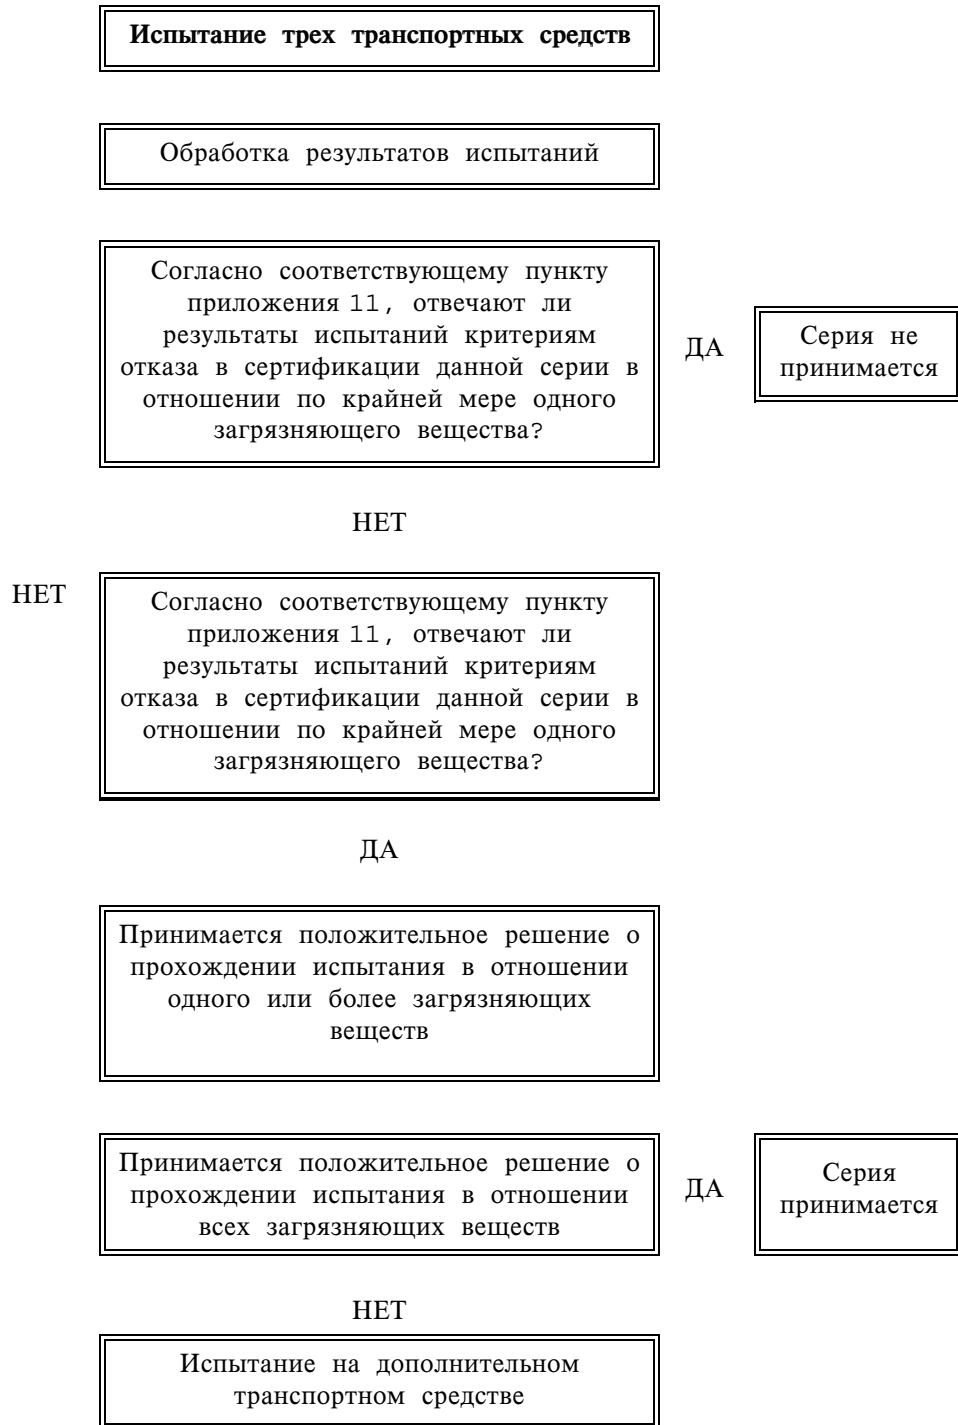 Испытание трех транспортных средств
Обработка результатов испытаний
Согласно соответствующему пункту
приложения 11, отвечают ли
результаты испытаний критериям
отказа в сертификации данной серии в
отношении по крайней мере одного
загрязняющего вещества?
ДА
Серия не
принимается
НЕТ
НЕТ
Согласно соответствующему пункту
приложения 11, отвечают ли
результаты испытаний критериям
отказа в сертификации данной серии в
отношении по крайней мере одного
загрязняющего вещества?
ДА
Принимается положительное решение о
прохождении испытания в отношении
одного или более загрязняющих
веществ
Принимается положительное решение о
прохождении испытания в отношении
всех загрязняющих веществ
ДА
Серия
принимается
НЕТ
Испытание на дополнительном
транспортном средстве